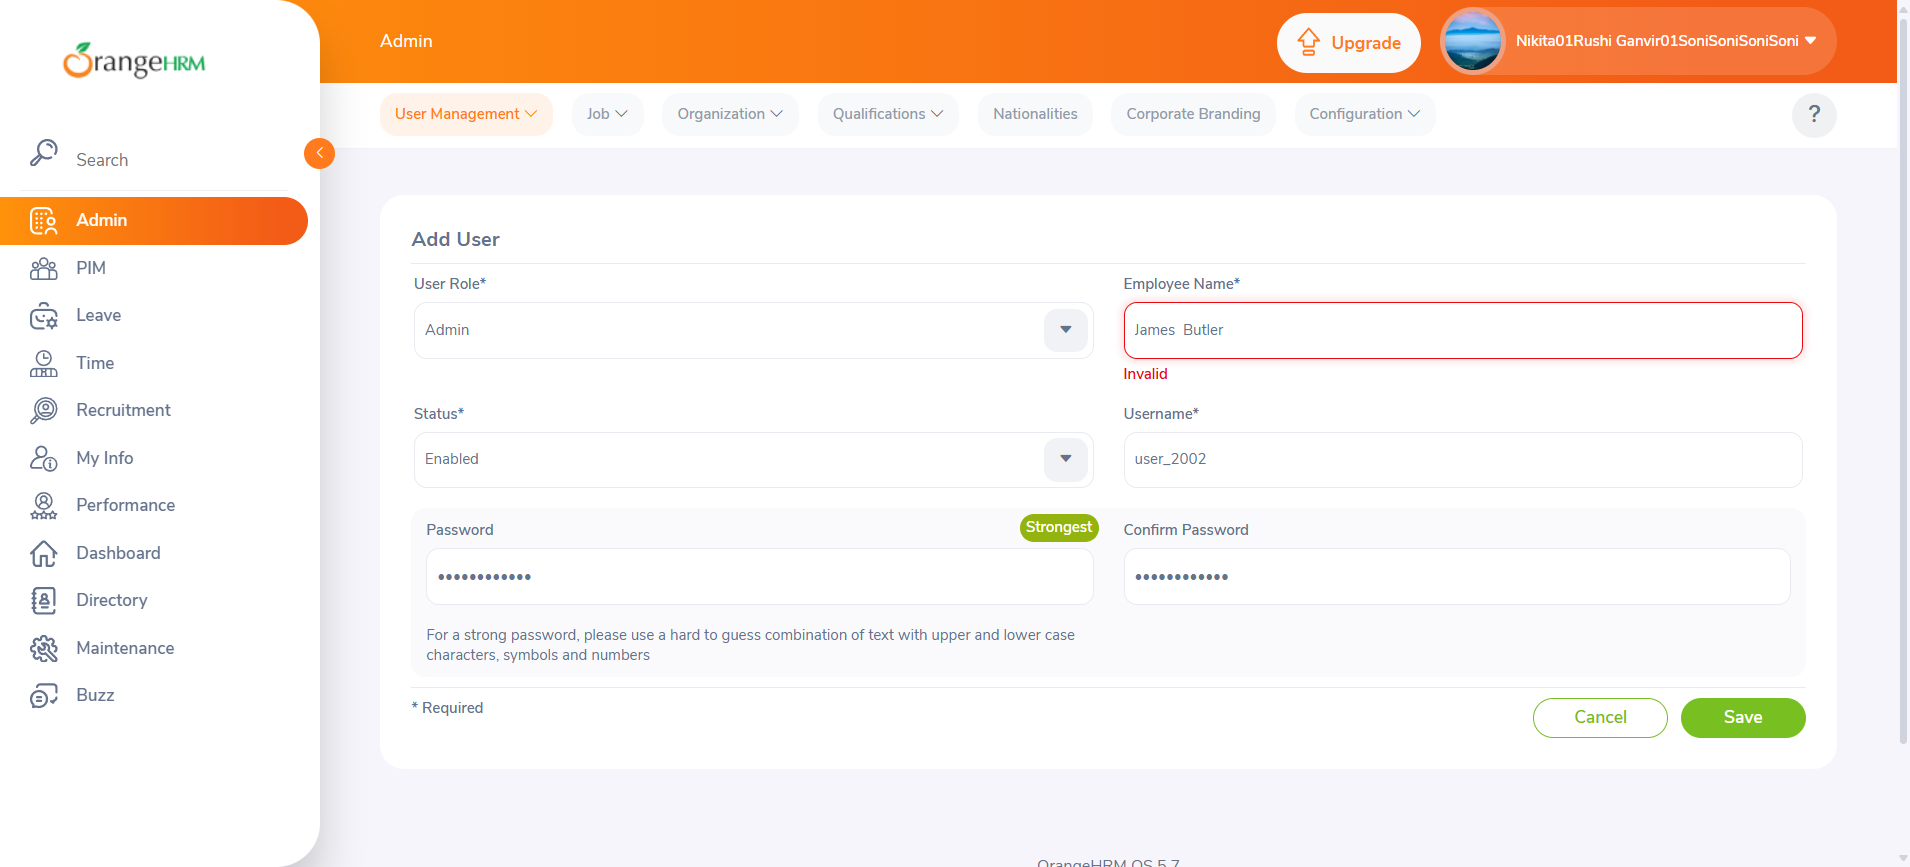 OrangeHRM
Admin
Upgrade
Nikita01Rushi Ganvir01SoniSoniSoniSoni
User Management
Job
Organization
Qualifications
Nationalities
Corporate Branding
Configuration
?
Search
Admin
PIM
Leave
Time
Recruitment
My Info
Performance
Dashboard
Directory
Maintenance
Buzz
Add User
User Role*
Admin
Employee Name*
James  Butler
Invalid
Status*
Enabled
Username*
user_2002
Password
Strongest
••••••••••••
Confirm Password
••••••••••••
For a strong password, please use a hard to guess combination of text with upper and lower case
characters, symbols and numbers
* Required
Cancel
Save
OrangeHRM OS 5.7